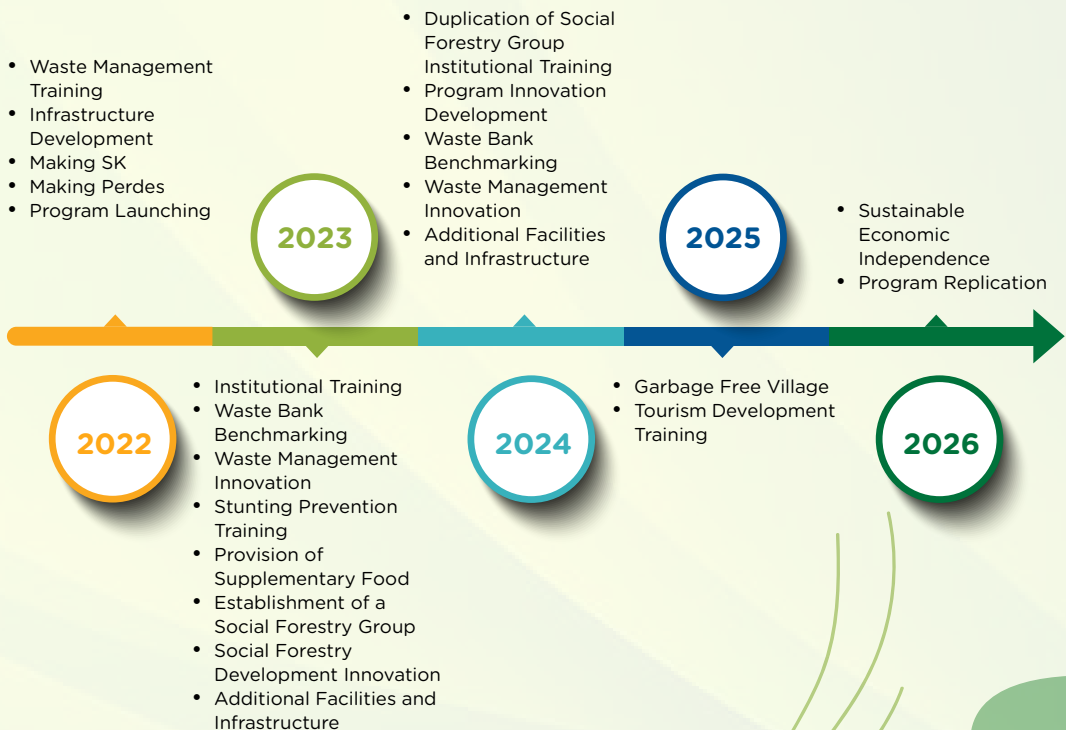 • Waste Management
Training
• Infrastructure
Development
• Making SK
• Making Perdes
• Program Launching
2022
2023
• Institutional Training
• Waste Bank
Benchmarking
• Waste Management
Innovation
• Stunting Prevention
Training
• Provision of
Supplementary Food
• Establishment of a
Social Forestry Group
• Social Forestry
Development Innovation
• Additional Facilities and
Infrastructure
• Duplication of Social
Forestry Group
Institutional Training
• Program Innovation
Development
• Waste Bank
Benchmarking
• Waste Management
Innovation
• Additional Facilities
and Infrastructure
2024
2025
• Garbage Free Village
• Tourism Development
Training
• Sustainable
Economic
Independence
• Program Replication
2026